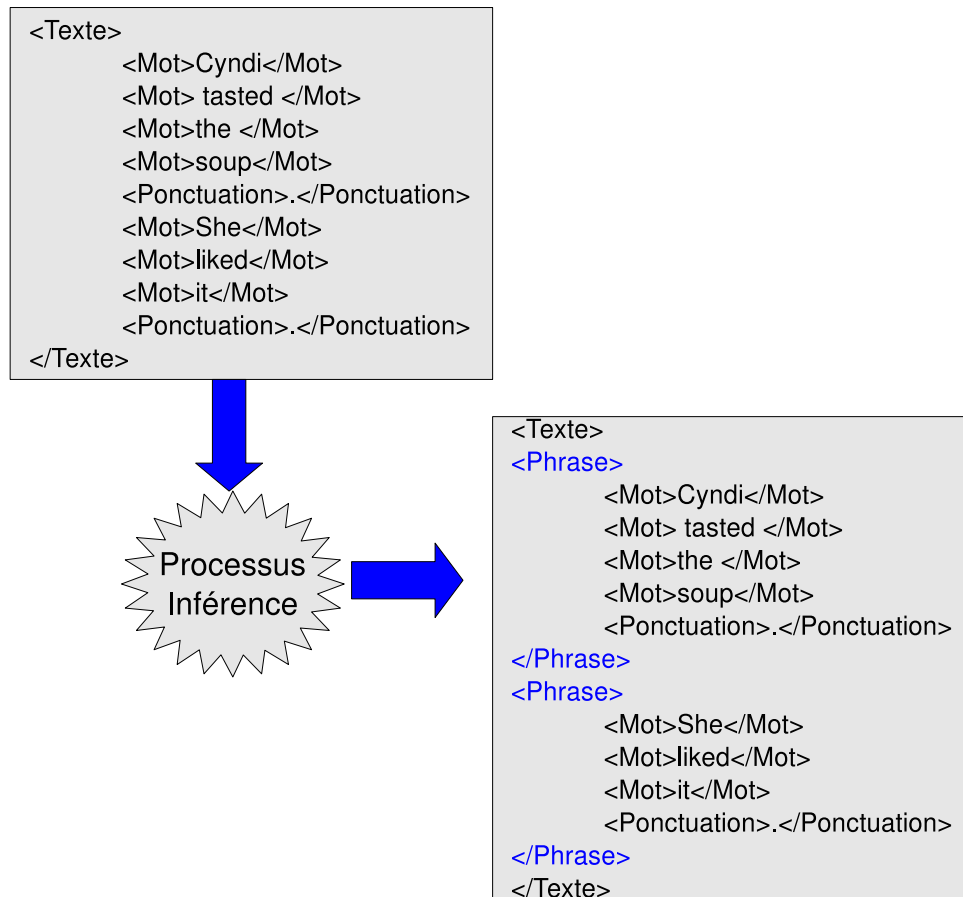 <Texte>
<Mot>Cyndi</Mot>
<Mot> tasted </Mot>
<Mot>the </Mot>
<Mot>soup</Mot>
<Ponctuation>.</Ponctuation>
<Mot>She</Mot>
<Mot>liked</Mot>
<Mot>it</Mot>
<Ponctuation>.</Ponctuation>
</Texte>
Processus
Inférence
<Texte>
<Phrase>
<Mot>Cyndi</Mot>
<Mot> tasted </Mot>
<Mot>the </Mot>
<Mot>soup</Mot>
<Ponctuation>.</Ponctuation>
</Phrase>
<Phrase>
<Mot>She</Mot>
<Mot>liked</Mot>
<Mot>it</Mot>
<Ponctuation>.</Ponctuation>
</Phrase>
</Texte>